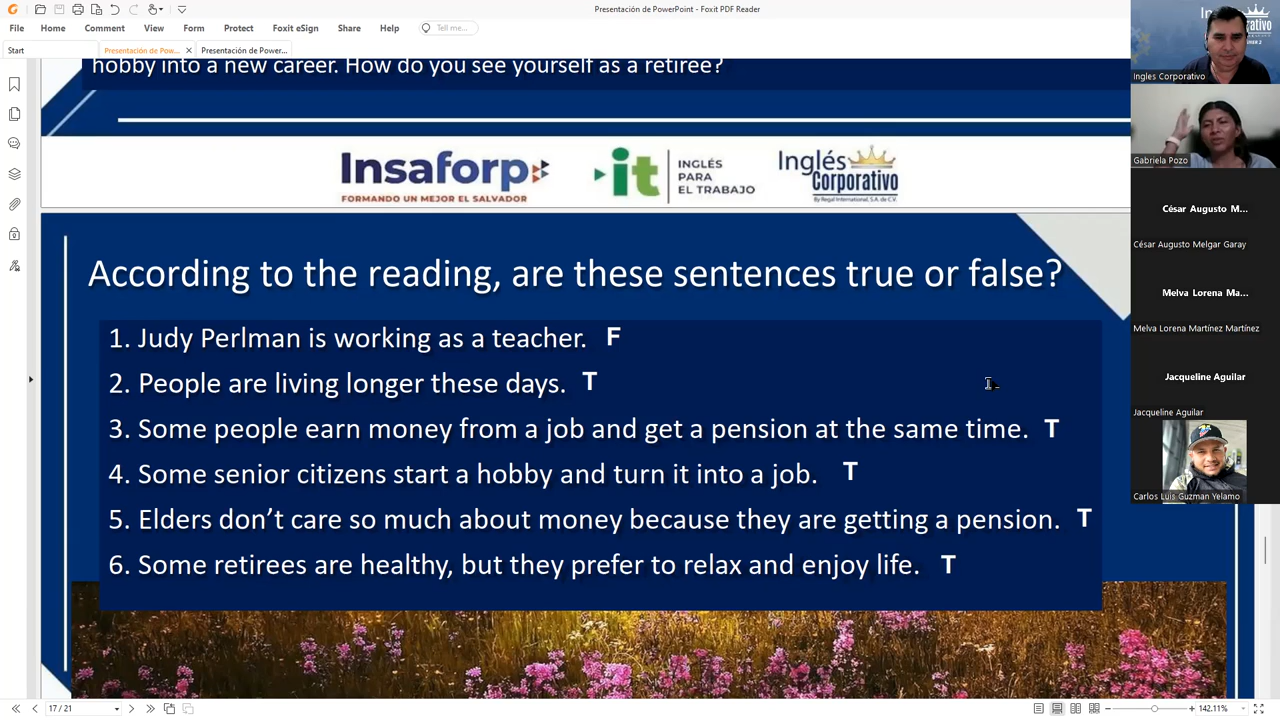 Presentación de PowerPoint - Foxit PDF Reader
File Home Comment View Form Protect Foxit eSign Share Help Tell me...
Start Presentación de Pow... Presentación de Power...
hobby into a new career. How do you see yourself as a retiree?
Insaforp
FORMANDO UN MEJOR EL SALVADOR
it
INGLÉS
PARA
EL TRABAJO
Inglés
Corporativo
By Regal International, S.A. de C.V.
According to the reading, are these sentences true or false?
1. Judy Perlman is working as a teacher. F
2. People are living longer these days. T
3. Some people earn money from a job and get a pension at the same time. T
4. Some senior citizens start a hobby and turn it into a job. T
5. Elders don’t care so much about money because they are getting a pension. T
6. Some retirees are healthy, but they prefer to relax and enjoy life. T
Ingles Corporativo
Gabriela Pozo
César Augusto M...
César Augusto Melgar Garay
Melva Lorena Ma...
Melva Lorena Martínez Martínez
Jacqueline Aguilar
Jacqueline Aguilar
Carlos Luis Guzman Yelamo
17 / 21
142.11%